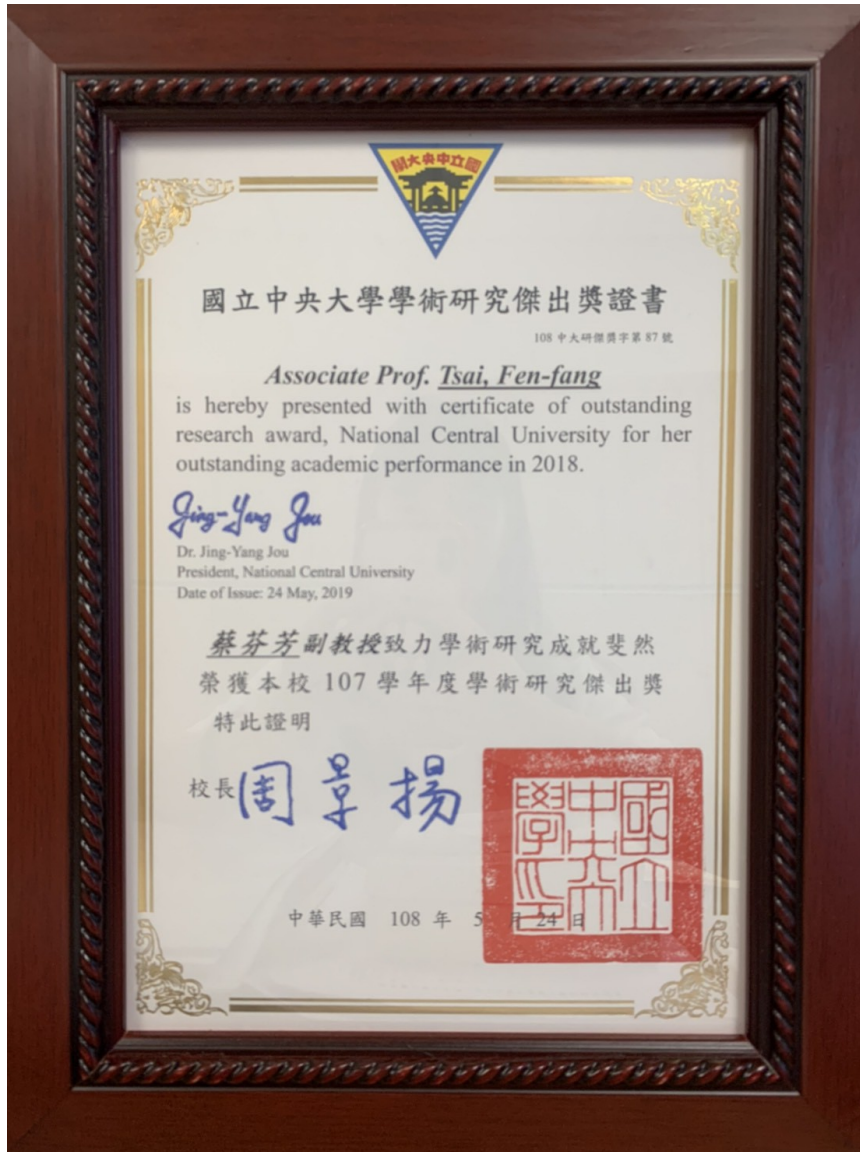 國立中央大學
國立中央大學學術研究傑出獎證書
108 中大研傑獎字第 87 號
Associate Prof. Tsai, Fen-fang
is hereby presented with certificate of outstanding
research award, National Central University for her
outstanding academic performance in 2018.
Jing-Yang Jou
Dr. Jing-Yang Jou
President, National Central University
Date of Issue: 24 May, 2019
蔡芬芳副教授致力學術研究成就斐然
榮獲本校 107 學年度學術研究傑出獎
特此證明
校長周景揚
國立中央大學印
中華民國 108 年 5 月 24 日